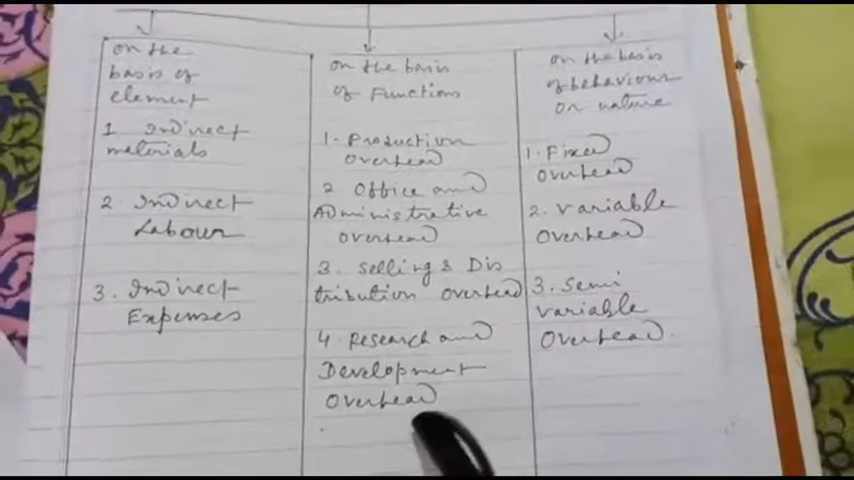 on the
basis of
element
1 Indirect
materials
2. Indirect
Labour
3. Indirect
Expenses
on the basis
of Functions
1. Production
overhead
2. Office and
Administrative
overhead
3. Selling & Dis
tribution overhead
4. Research and
Development
overhead
on the basis
of behaviour
or nature
1. Fixed
overhead
2. Variable
overhead
3. Semi
variable
overhead.